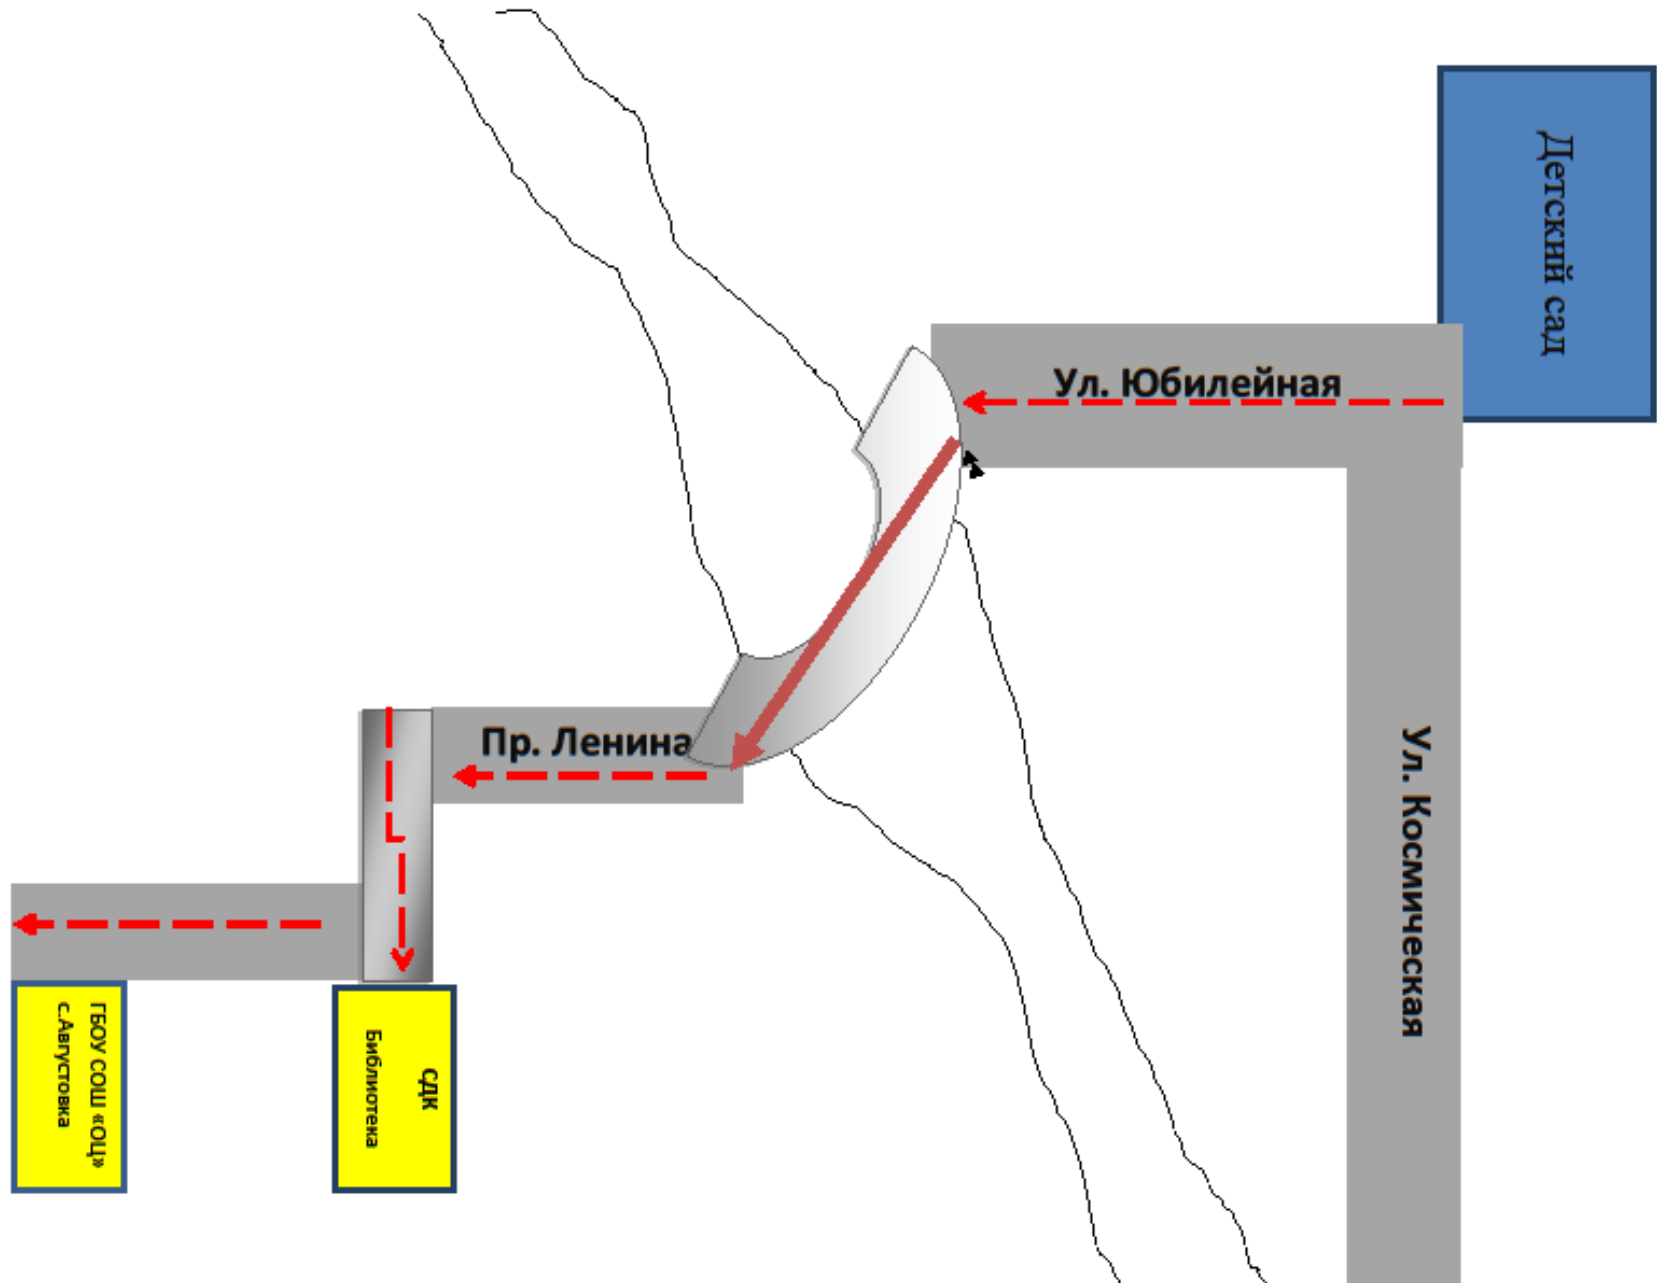 Детский сад
Ул. Юбилейная
Ул. Космическая
Пр. Ленина
СДК
Библиотека
ГБОУ СОШ «ОЦ»
с.Августовка